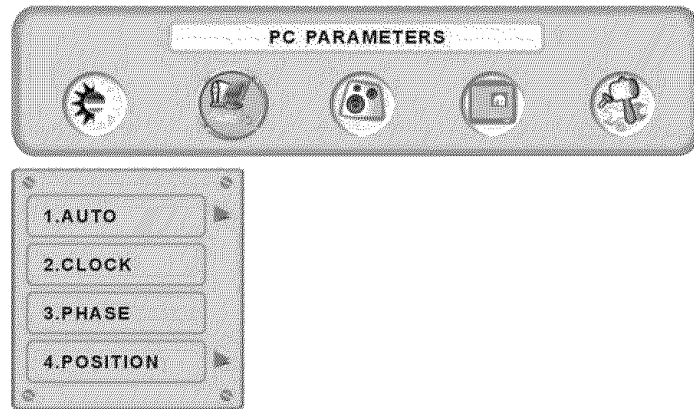 PC PARAMETERS
1.AUTO
2.CLOCK
3.PHASE
4.POSITION